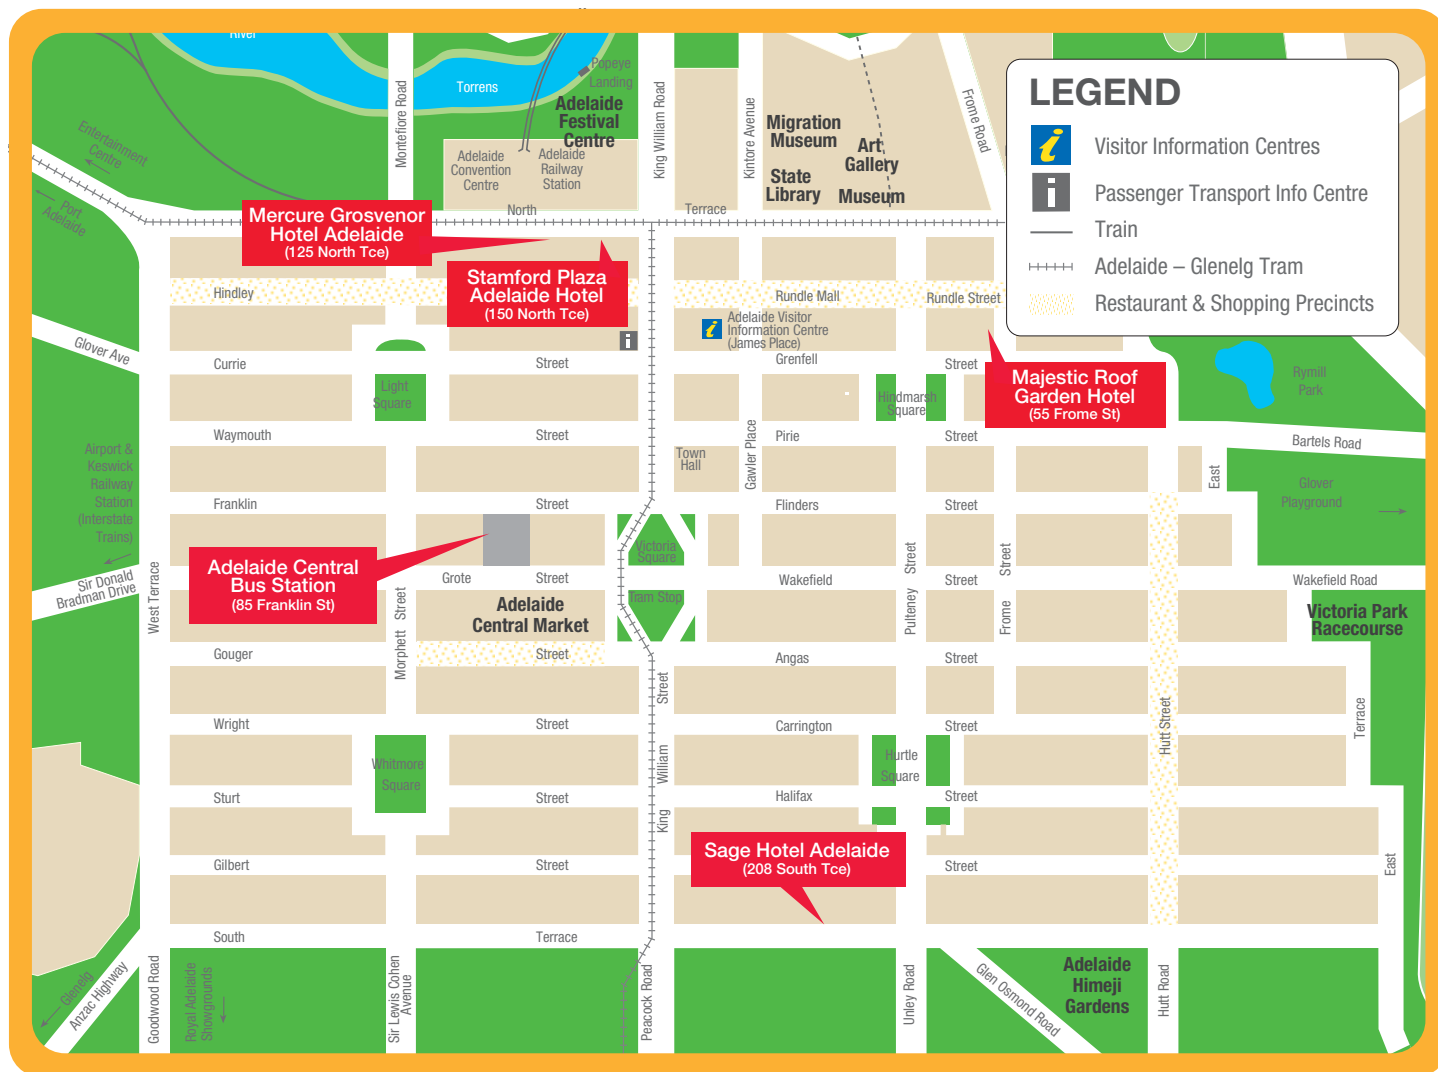 River
Torrens
Popeye
Landing
Adelaide
Festival
Centre
Montefiore Road
King William Road
Kintore Avenue
Frome Road
Migration
Museum
Art
Gallery
State
Library
Museum
Entertainment
Centre
Port
Adelaide
Adelaide
Convention
Centre
Adelaide
Railway
Station
North
Terrace
LEGEND
Visitor Information Centres
Passenger Transport Info Centre
Train
Adelaide – Glenelg Tram
Restaurant & Shopping Precincts
Mercure Grosvenor
Hotel Adelaide
(125 North Tce)
Stamford Plaza
Adelaide Hotel
(150 North Tce)
Hindley
Rundle Mall
Rundle Street
Adelaide Visitor
Information Centre
(James Place)
Glover Ave
Currie
Street
Grenfell
Street
Light
Square
Hindmarsh
Square
Majestic Roof
Garden Hotel
(55 Frome St)
Rymill
Park
Waymouth
Street
Pirie
Street
Bartels Road
Town
Hall
Gawler Place
East
Airport &
Keswick
Railway
Station
(Interstate
Trains)
Glover
Playground
Franklin
Street
Flinders
Street
Victoria
Square
Pulteney Street
Frome Street
Adelaide Central
Bus Station
(85 Franklin St)
Sir Donald
Bradman Drive
West Terrace
Grote
Street
Wakefield
Street
Wakefield Road
Tram Stop
Morphett Street
Adelaide
Central Market
Victoria Park
Racecourse
Gouger
Street
Angas
Street
King William Street
Hutt Street
Wright
Street
Carrington
Street
Terrace
Whitmore
Square
Hurtle
Square
Sturt
Street
Halifax
Street
Sage Hotel Adelaide
(208 South Tce)
Gilbert
Street
Street
East
South
Terrace
Glenelg
Anzac Highway
Goodwood Road
Royal Adelaide
Showgrounds
Sir Lewis Cohen
Avenue
Peacock Road
Unley Road
Glen Osmond Road
Adelaide
Himeji
Gardens
Hutt Road